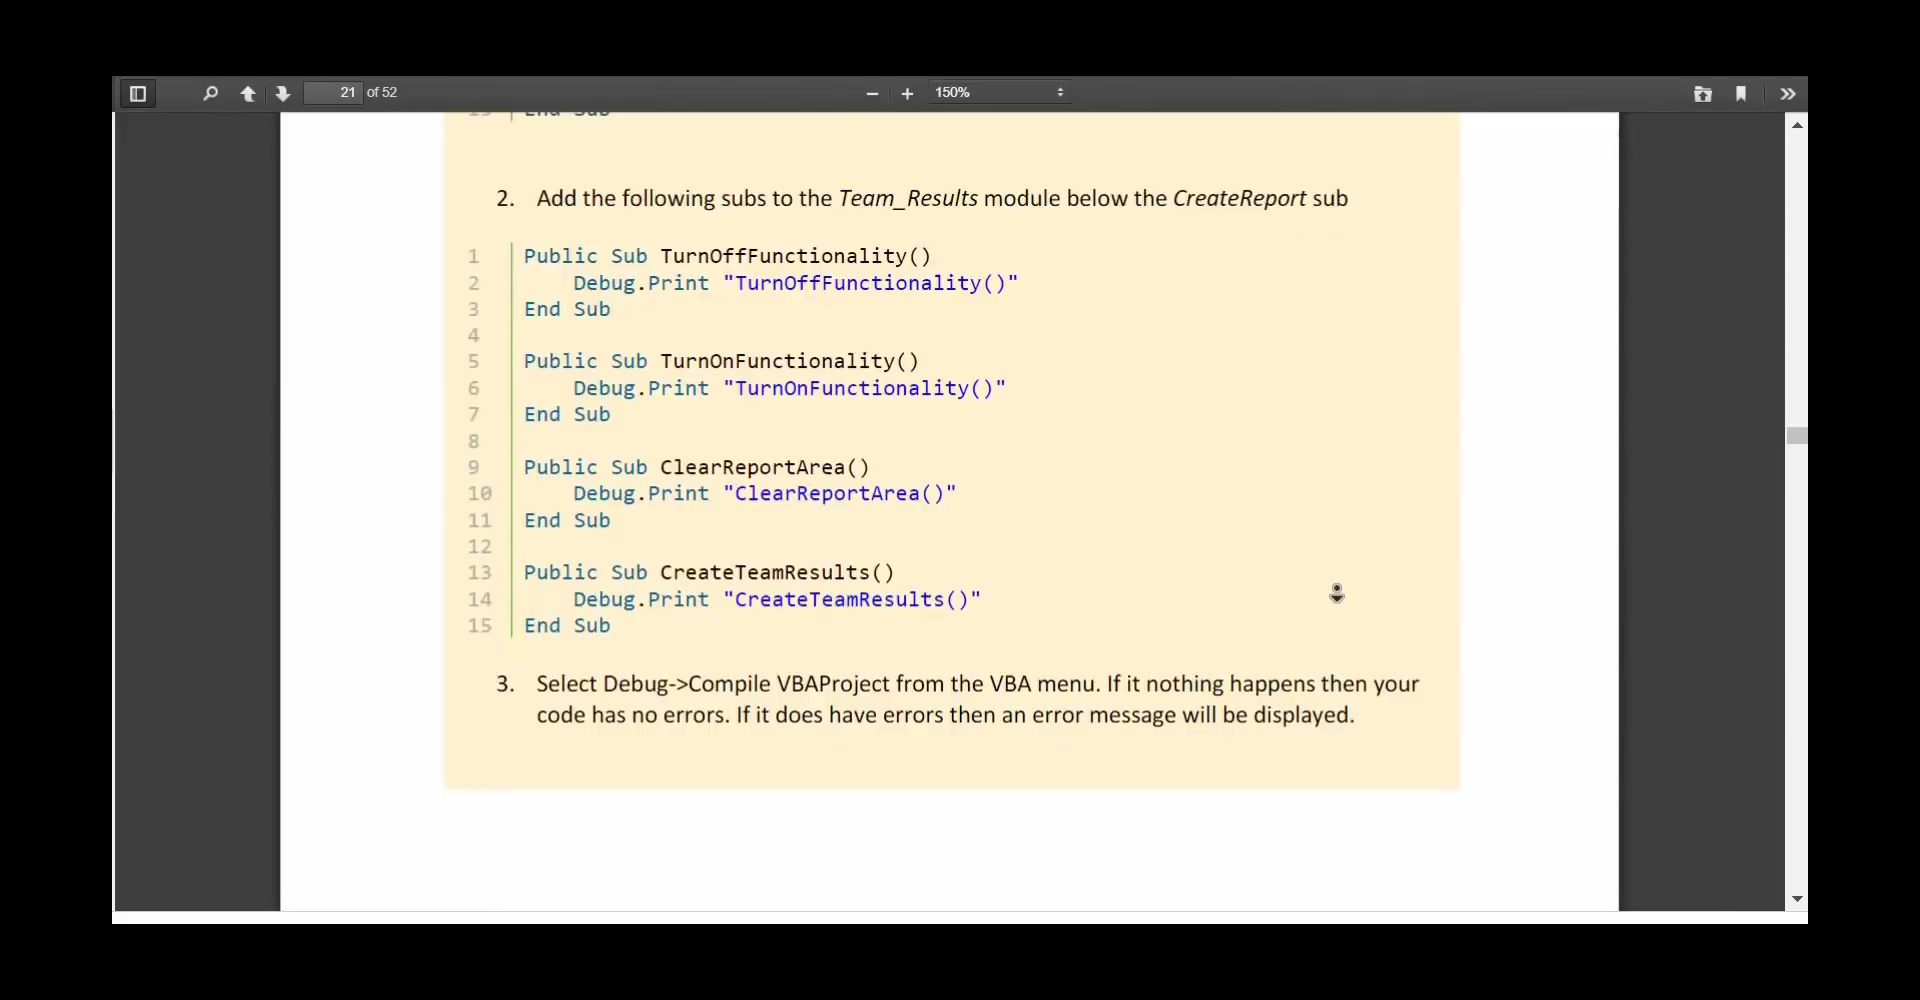 21 of 52
150%
End Sub
2. Add the following subs to the Team_Results module below the CreateReport sub
1 Public Sub TurnOffFunctionality()
2 Debug.Print "TurnOffFunctionality()"
3 End Sub
4
5 Public Sub TurnOnFunctionality()
6 Debug.Print "TurnOnFunctionality()"
7 End Sub
8
9 Public Sub ClearReportArea()
10 Debug.Print "ClearReportArea()"
11 End Sub
12
13 Public Sub CreateTeamResults()
14 Debug.Print "CreateTeamResults()"
15 End Sub
3. Select Debug->Compile VBAProject from the VBA menu. If it nothing happens then your
code has no errors. If it does have errors then an error message will be displayed.